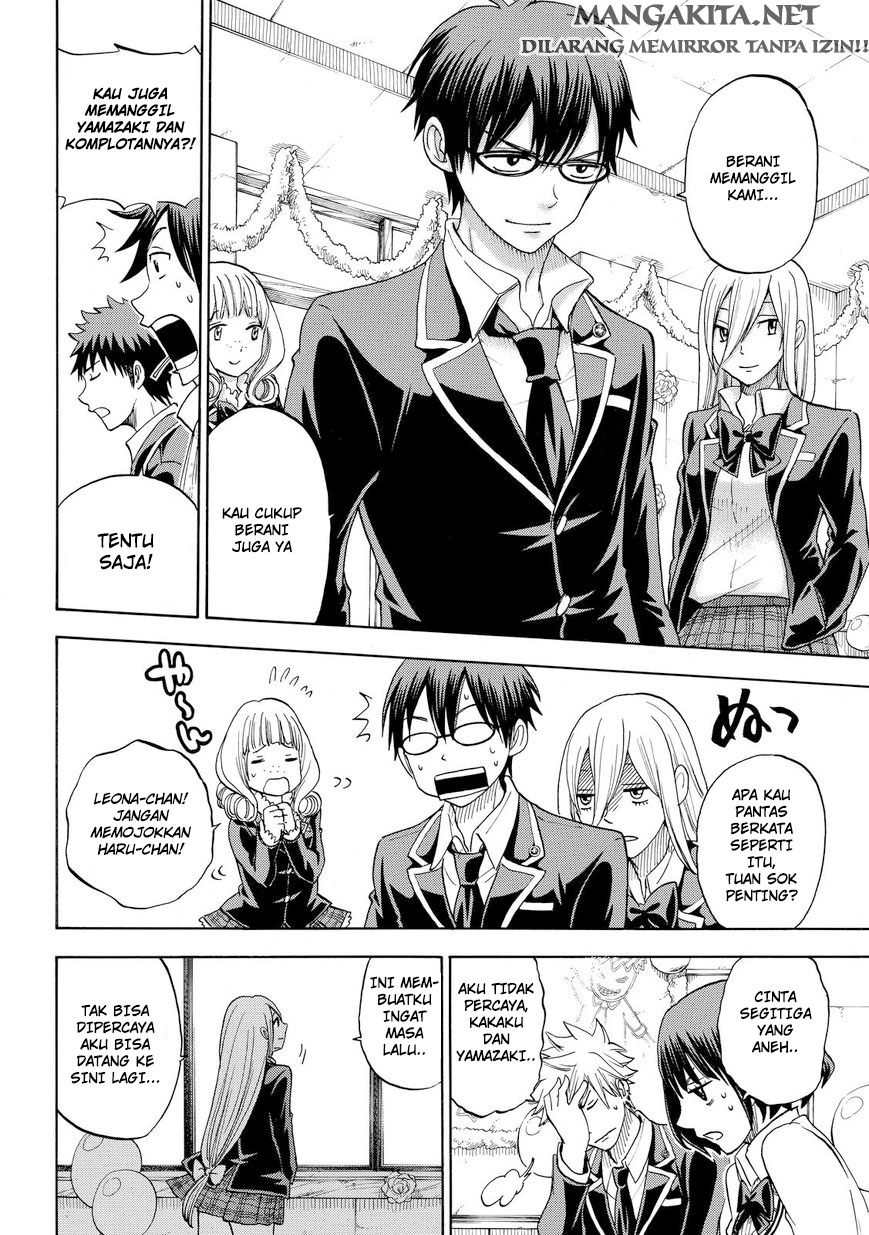 MANGAKITA.NET
DILARANG MEMIRROR TANPA IZIN!!
BERANI
MEMANGGIL
KAMI...
KAU CUKUP
BERANI
JUGA YA
KAU JUGA
MEMANGGIL
YAMAZAKI DAN
KOMPLOTANNYA?!
TENTU
SAJA!
ぬっ
APA KAU
PANTAS
BERKATA
SEPERTI
ITU,
TUAN SOK
PENTING?
や〜ん
LEONA-CHAN!
JANGAN
MEMOJOKKAN
HARU-CHAN!
CINTA
SEGITIGA
YANG
ANEH..
AKU TIDAK
PERCAYA,
KAKAKU
DAN
YAMAZAKI..
INI MEM-
BUATKU
INGAT
MASA
LALU..
TAK BISA
DIPERCAYA
AKU BISA
DATANG KE
SINI LAGI...